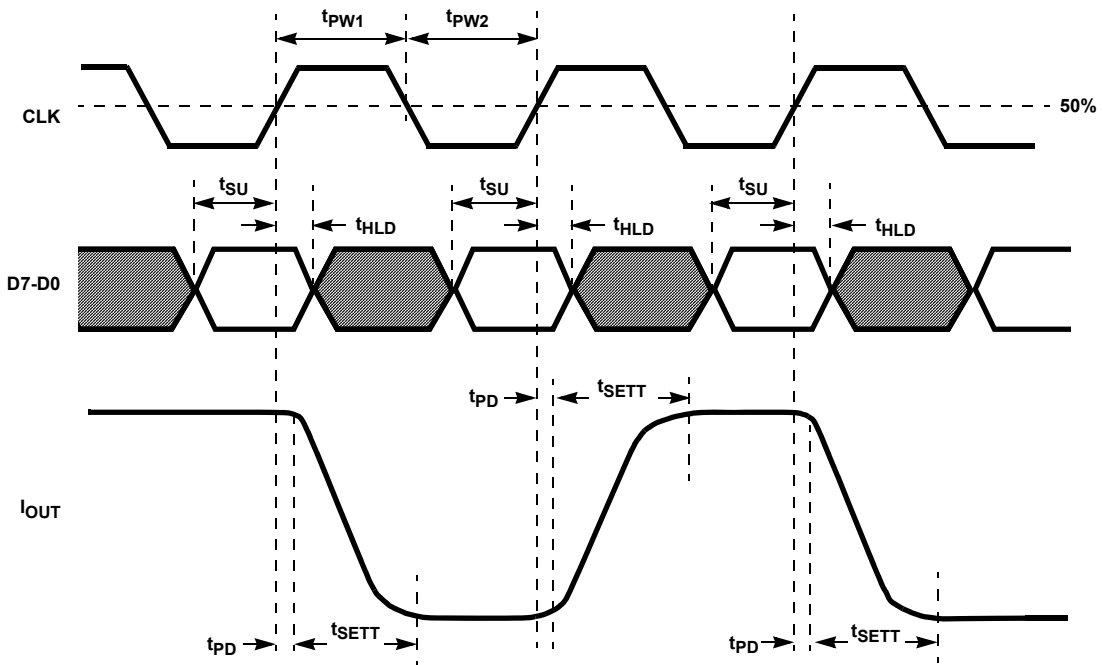 tPW1 tPW2
CLK
50%
tSU tSU tSU
tHLD tHLD tHLD
D7-D0
tPD tSETT
IOUT
tPD tSETT tPD tSETT